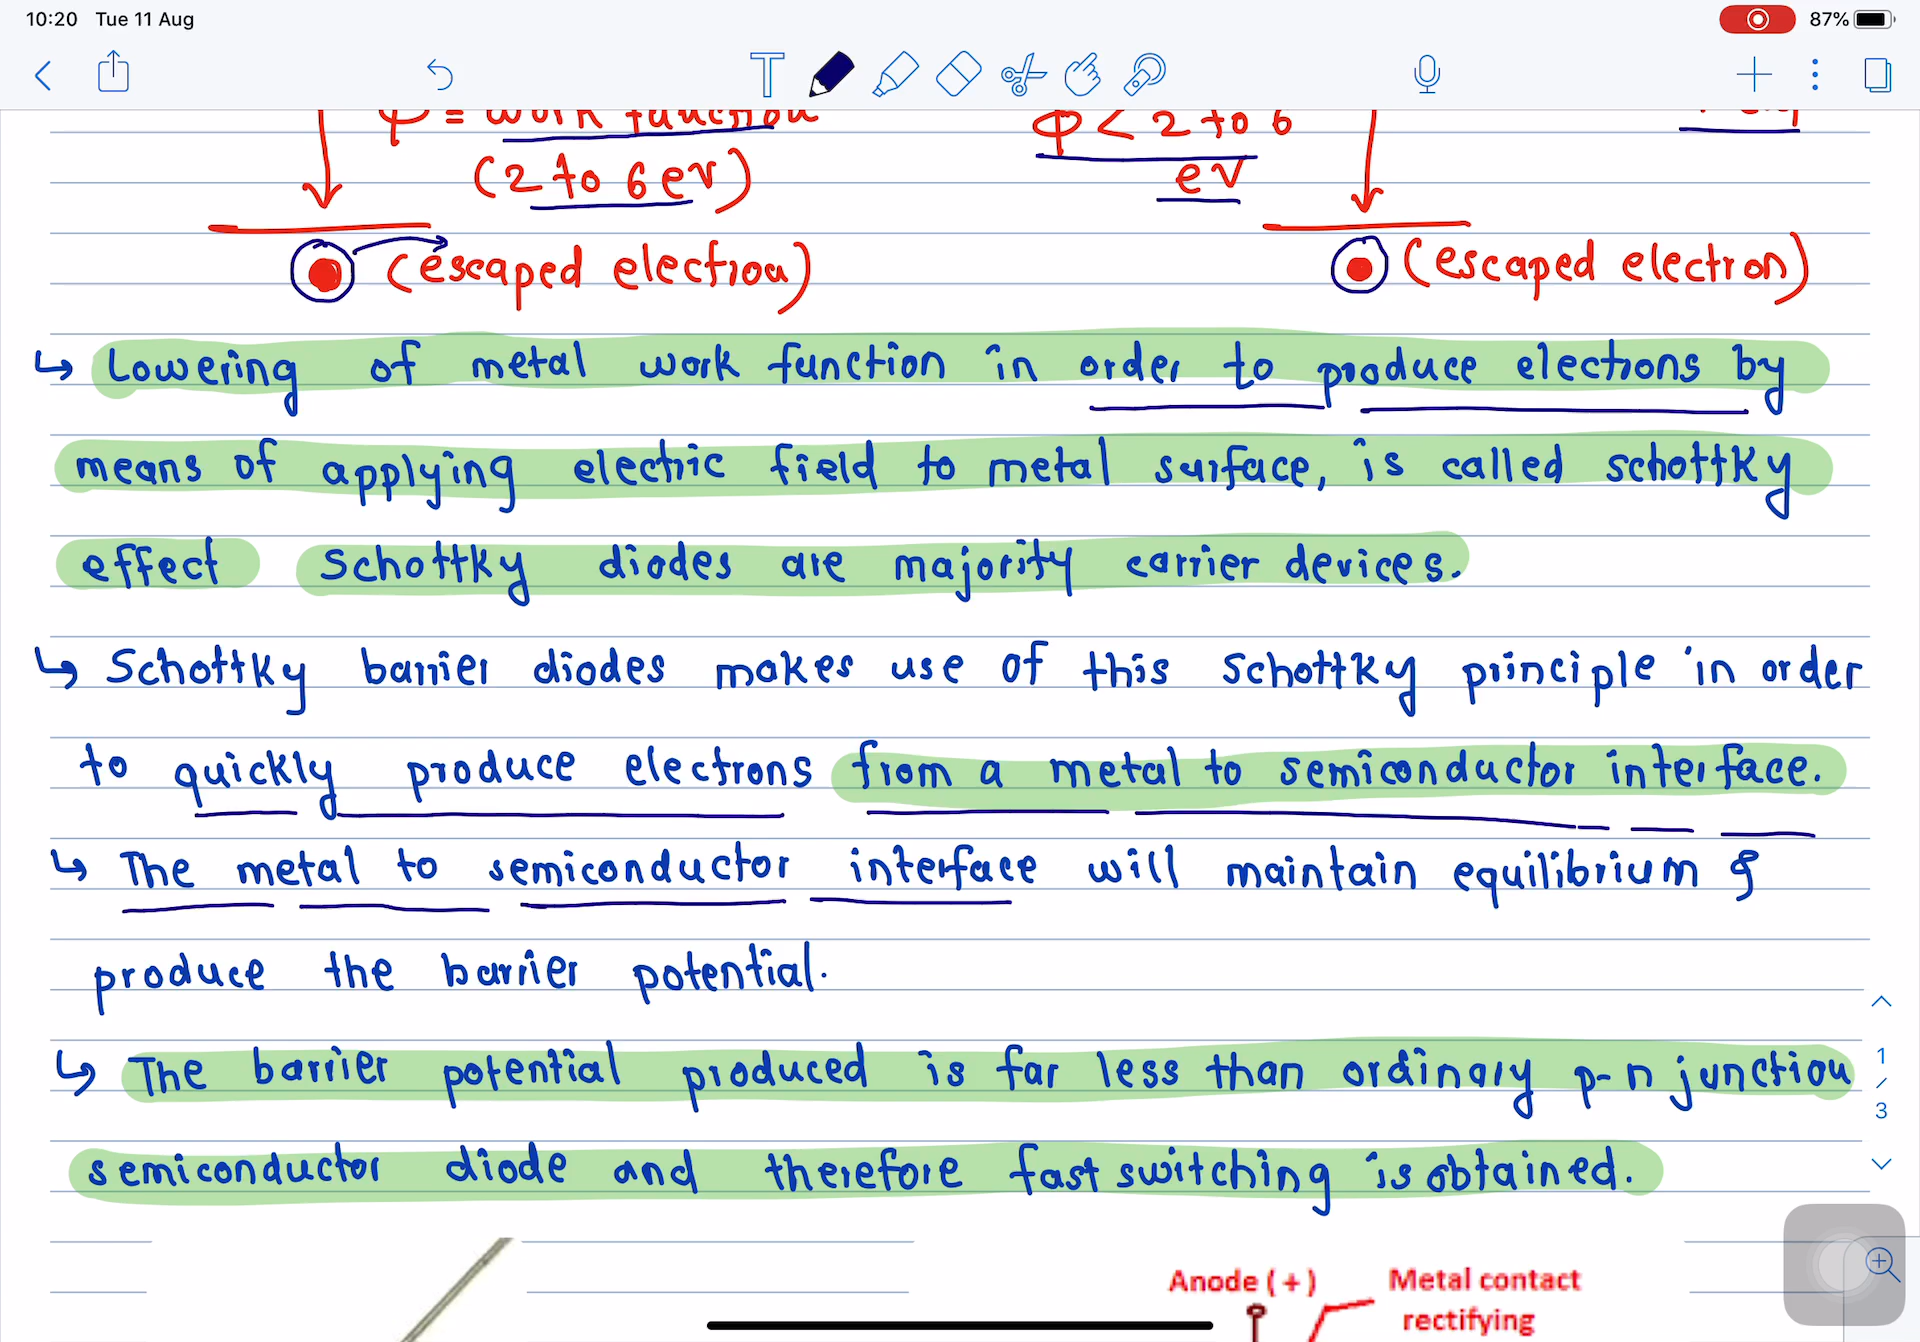 10:20 Tue 11 Aug
87%
φ = work function
φ < 2 to 6
(2 to 6 eV)
eV
(escaped electron)
(escaped electron)
↳ Lowering of metal work function in order to produce electrons by
means of applying electric field to metal surface, is called schottky
effect Schottky diodes are majority carrier devices.
↳ Schottky barrier diodes makes use of this Schottky principle in order
to quickly produce electrons from a metal to semiconductor interface.
↳ The metal to semiconductor interface will maintain equilibrium &
produce the barrier potential.
↳ The barrier potential produced is far less than ordinary p-n junction
semiconductor diode and therefore fast switching is obtained.
1
/
3
Anode (+)
Metal contact
rectifying